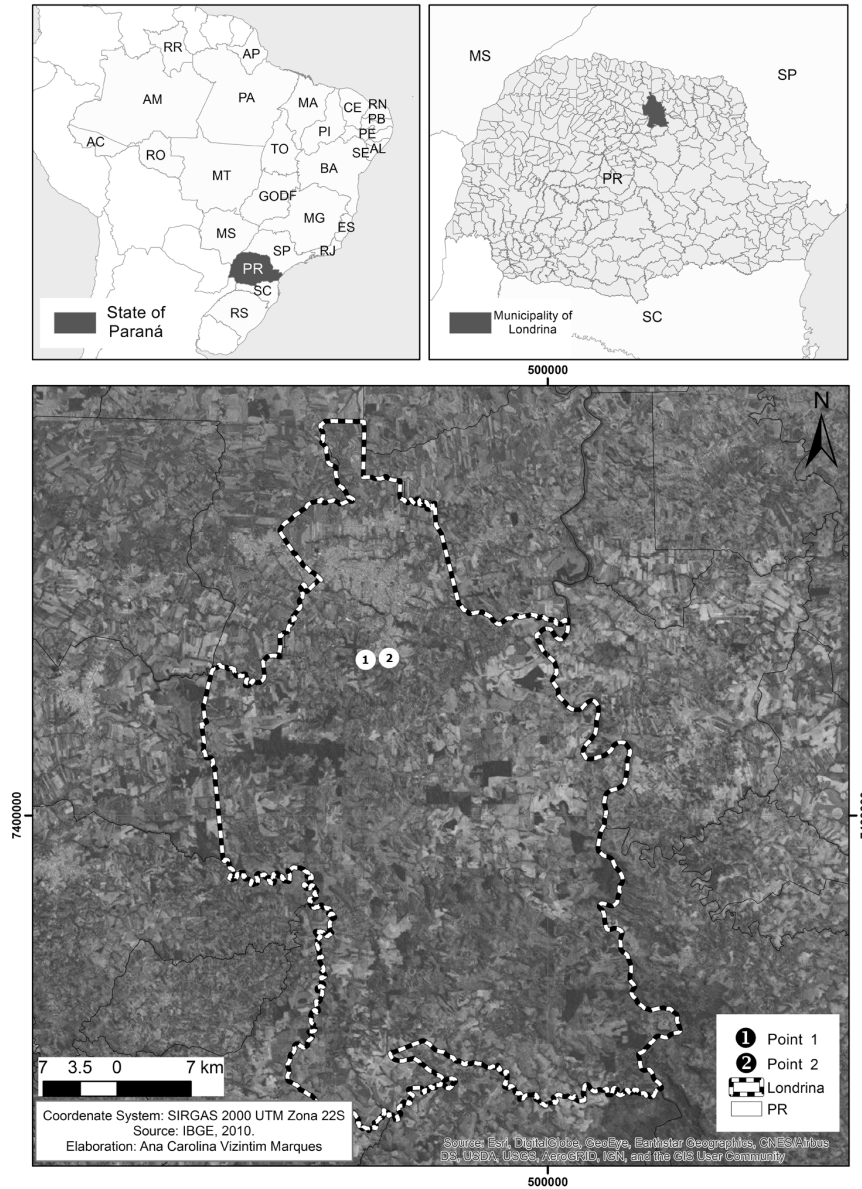 RR
AP
AM
PA
MA
CE
RN
PB
PI
PE
AC
TO
SE
AL
RO
MT
BA
GO
DF
MG
MS
ES
SP
RJ
PR
SC
RS
State of
Paraná
MS
SP
PR
SC
Municipality of
Londrina
500000
N
1
2
7400000
1 Point 1
2 Point 2
Londrina
PR
7 3.5 0 7 km
Coordenate System: SIRGAS 2000 UTM Zona 22S
Source: IBGE, 2010.
Elaboration: Ana Carolina Vizintim Marques
Source: Esri, DigitalGlobe, GeoEye, Earthstar Geographics, CNES/Airbus
DS, USDA, USGS, AeroGRID, IGN, and the GIS User Community
500000